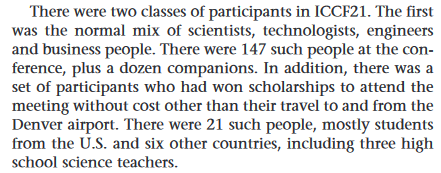 There were two classes of participants in ICCF21. The first
was the normal mix of scientists, technologists, engineers
and business people. There were 147 such people at the con-
ference, plus a dozen companions. In addition, there was a
set of participants who had won scholarships to attend the
meeting without cost other than their travel to and from the
Denver airport. There were 21 such people, mostly students
from the U.S. and six other countries, including three high
school science teachers.